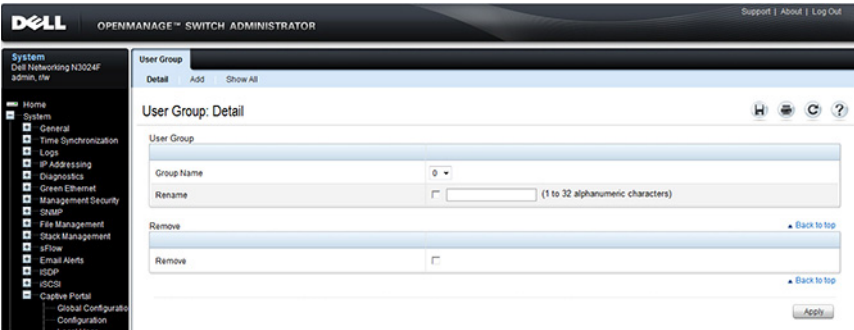 Support | About | Log Out
DELL OPENMANAGE™ SWITCH ADMINISTRATOR
System
Dell Networking N3024F
admin, r/w
Home
System
General
Time Synchronization
Logs
IP Addressing
Diagnostics
Green Ethernet
Management Security
SNMP
File Management
Stack Management
sFlow
Email Alerts
ISDP
iSCSI
Captive Portal
Global Configuratio
Configuration
User Group
Detail Add Show All
User Group: Detail
User Group
Group Name 0
Rename (1 to 32 alphanumeric characters)
Remove Back to top
Remove
Back to top
Apply